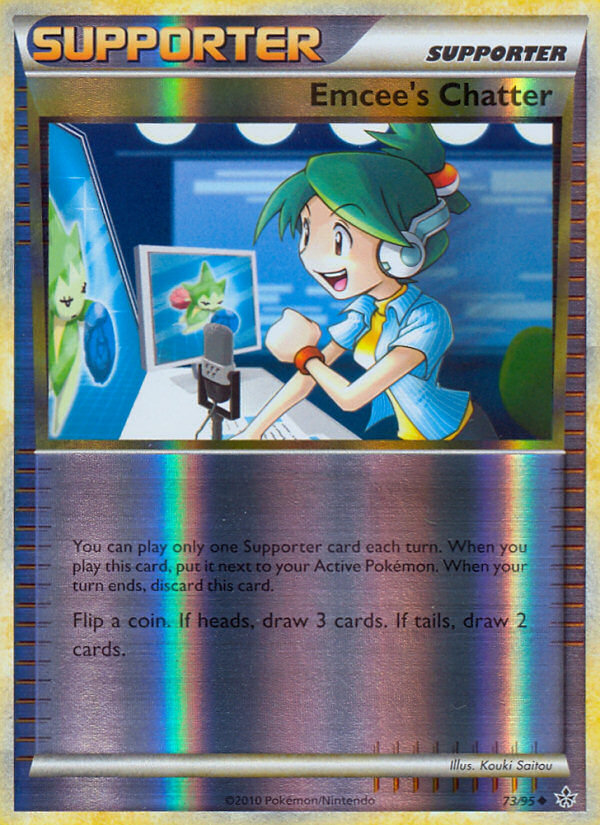 SUPPORTER
SUPPORTER
Emcee's Chatter
You can play only one Supporter card each turn. When you
play this card, put it next to your Active Pokémon. When your
turn ends, discard this card.
Flip a coin. If heads, draw 3 cards. If tails, draw 2
cards.
Illus. Kouki Saitou
©2010 Pokémon/Nintendo
73/95